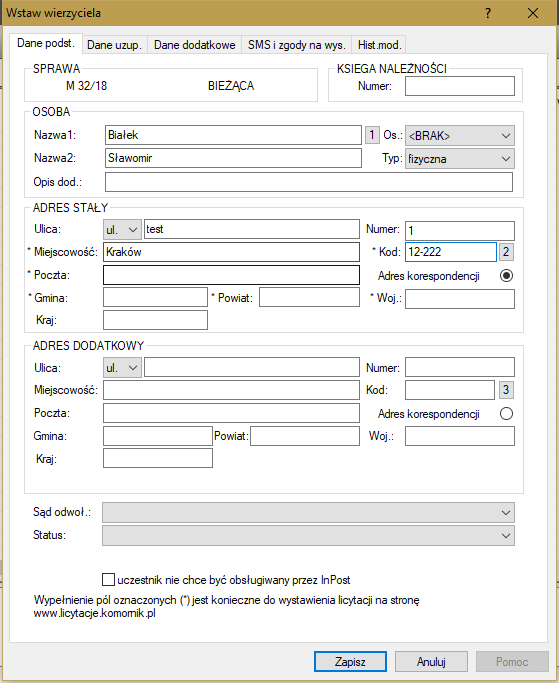 Wstaw wierzyciela ?
Dane podst. Dane uzup. Dane dodatkowe SMS i zgody na wys. Hist.mod.
SPRAWA KSIĘGA NALEŻNOŚCI
M 32/18 BIEŻĄCA Numer:
OSOBA
Nazwa1: Białek 1 Os.: <BRAK>
Nazwa2: Sławomir Typ: fizyczna
Opis dod.:
ADRES STAŁY
Ulica: ul. test Numer: 1
* Miejscowość: Kraków * Kod: 12-222 2
* Poczta: Adres korespondencji
* Gmina: * Powiat: * Woj.:
Kraj:
ADRES DODATKOWY
Ulica: ul. Numer:
Miejscowość: Kod: 3
Poczta: Adres korespondencji
Gmina: Powiat: Woj.:
Kraj:
Sąd odwoł.:
Status:
uczestnik nie chce być obsługiwany przez InPost
Wypełnienie pól oznaczonych (*) jest konieczne do wystawienia licytacji na stronę
www.licytacje.komornik.pl
Zapisz Anuluj Pomoc